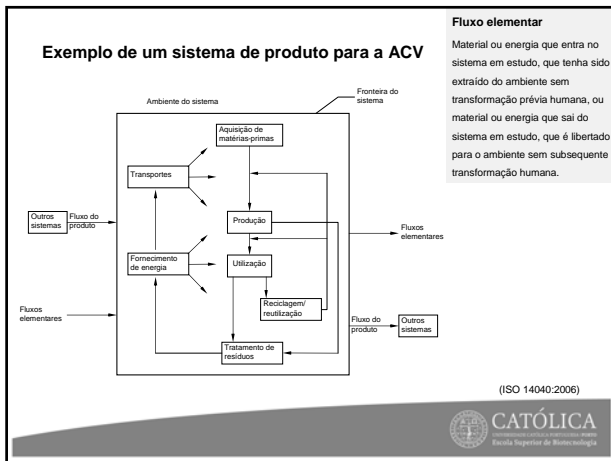 Exemplo de um sistema de produto para a ACV
Fluxo elementar
Material ou energia que entra no
sistema em estudo, que tenha sido
extraído do ambiente sem
transformação prévia humana, ou
material ou energia que sai do
sistema em estudo, que é libertado
para o ambiente sem subsequente
transformação humana.
Ambiente do sistema
Fronteira do
sistema
Aquisição de
matérias-primas
Transportes
Outros
sistemas
Fluxo do
produto
Produção
Fluxos
elementares
Fornecimento
de energia
Utilização
Reciclagem/
reutilização
Fluxos
elementares
Fluxo do
produto
Outros
sistemas
Tratamento de
resíduos
(ISO 14040:2006)
CATÓLICA
UNIVERSIDADE CATÓLICA PORTUGUESA | PORTO
Escola Superior de Biotecnologia